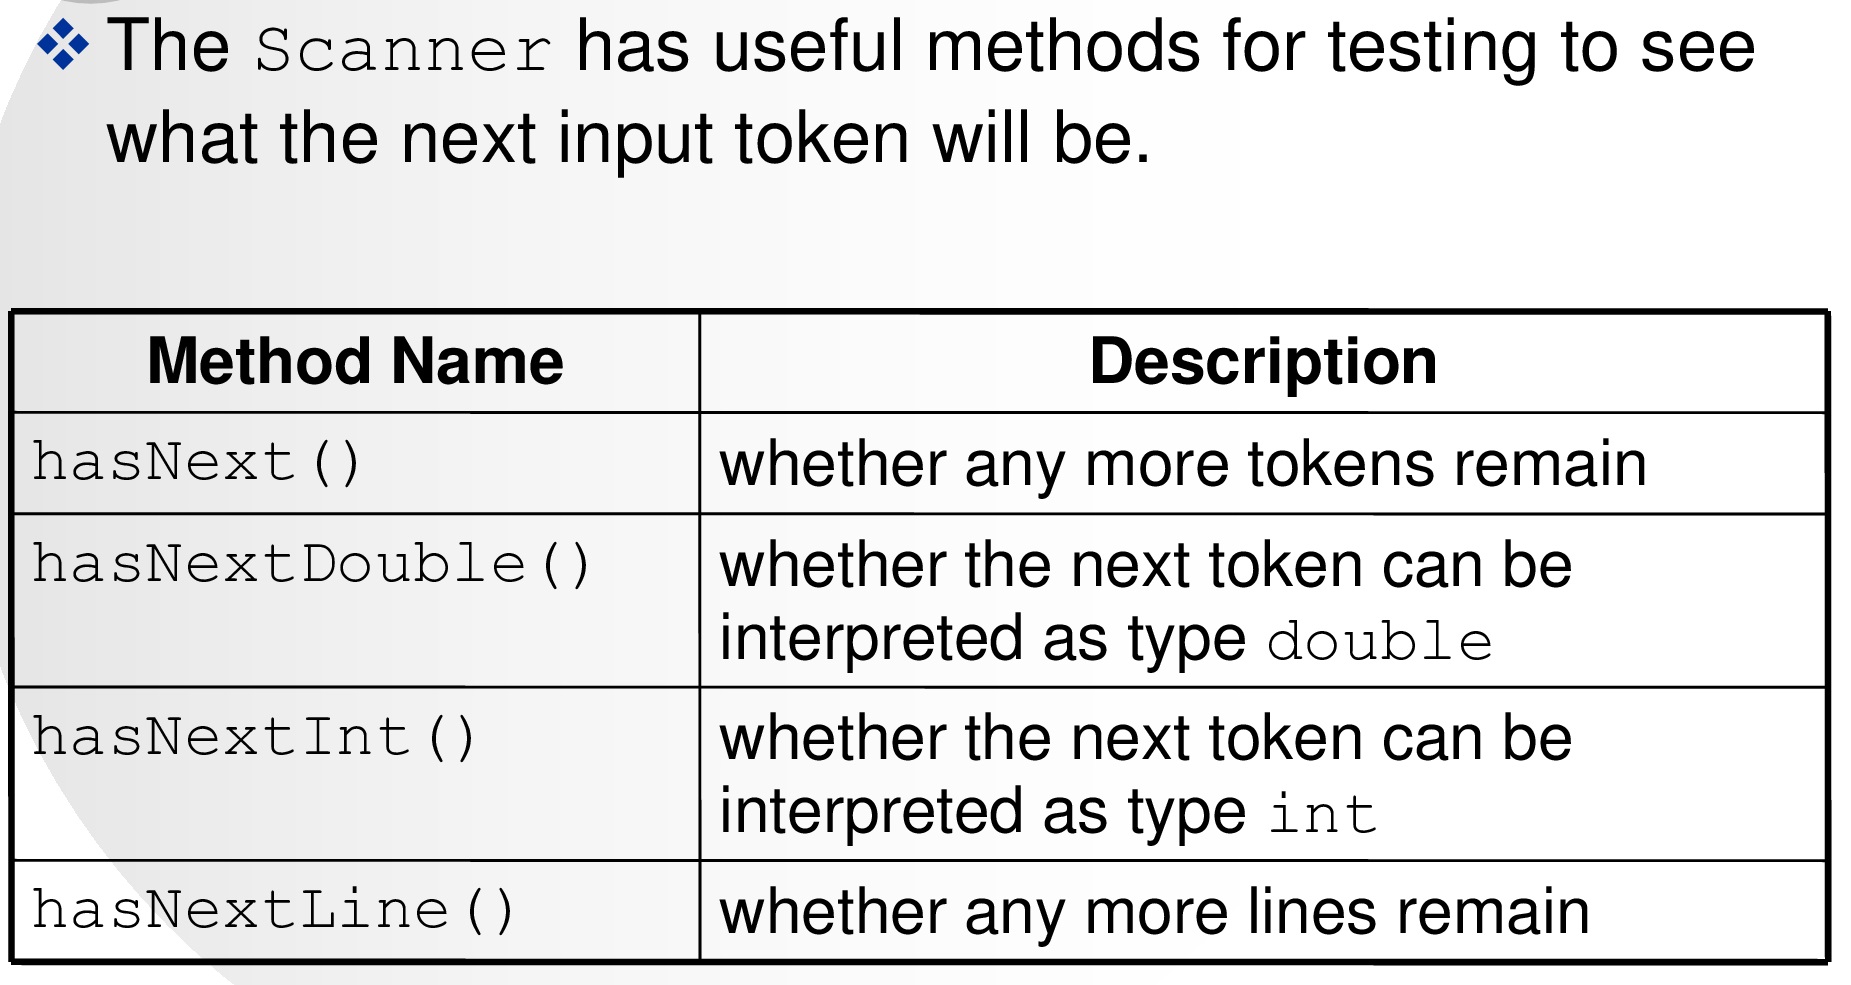 The Scanner has useful methods for testing to see
what the next input token will be.
Method Name Description
hasNext() whether any more tokens remain
hasNextDouble() whether the next token can be
interpreted as type double
hasNextInt() whether the next token can be
interpreted as type int
hasNextLine() whether any more lines remain